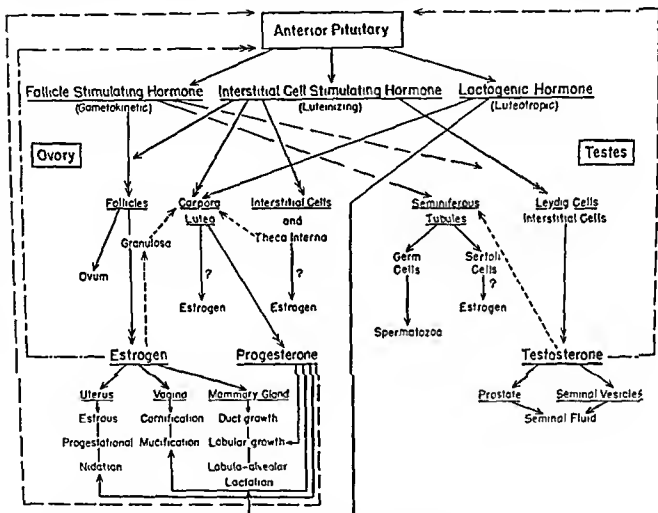 Anterior Pituitary
Follicle Stimulating Hormone
(Gametokinetic)
Interstitial Cell Stimulating Hormone
(Luteinizing)
Lactogenic Hormone
(Luteotropic)
Ovary
Testes
Follicles
Corpora
Lutea
Interstitial Cells
and
Theca Interna
Seminiferous
Tubules
Leydig Cells
Interstitial Cells
Granulosa
Ovum
?
Estrogen
?
Estrogen
Germ
Cells
Sertoli
Cells
?
Estrogen
Spermatozoa
Estrogen
Progesterone
Testosterone
Uterus
Vagina
Mammary Gland
Prostate
Seminal Vesicles
Estrous
Cornification
Duct growth
Seminal Fluid
Progestational
Mucification
Lobular growth
Nidation
Lobulo-alveolar
Lactation